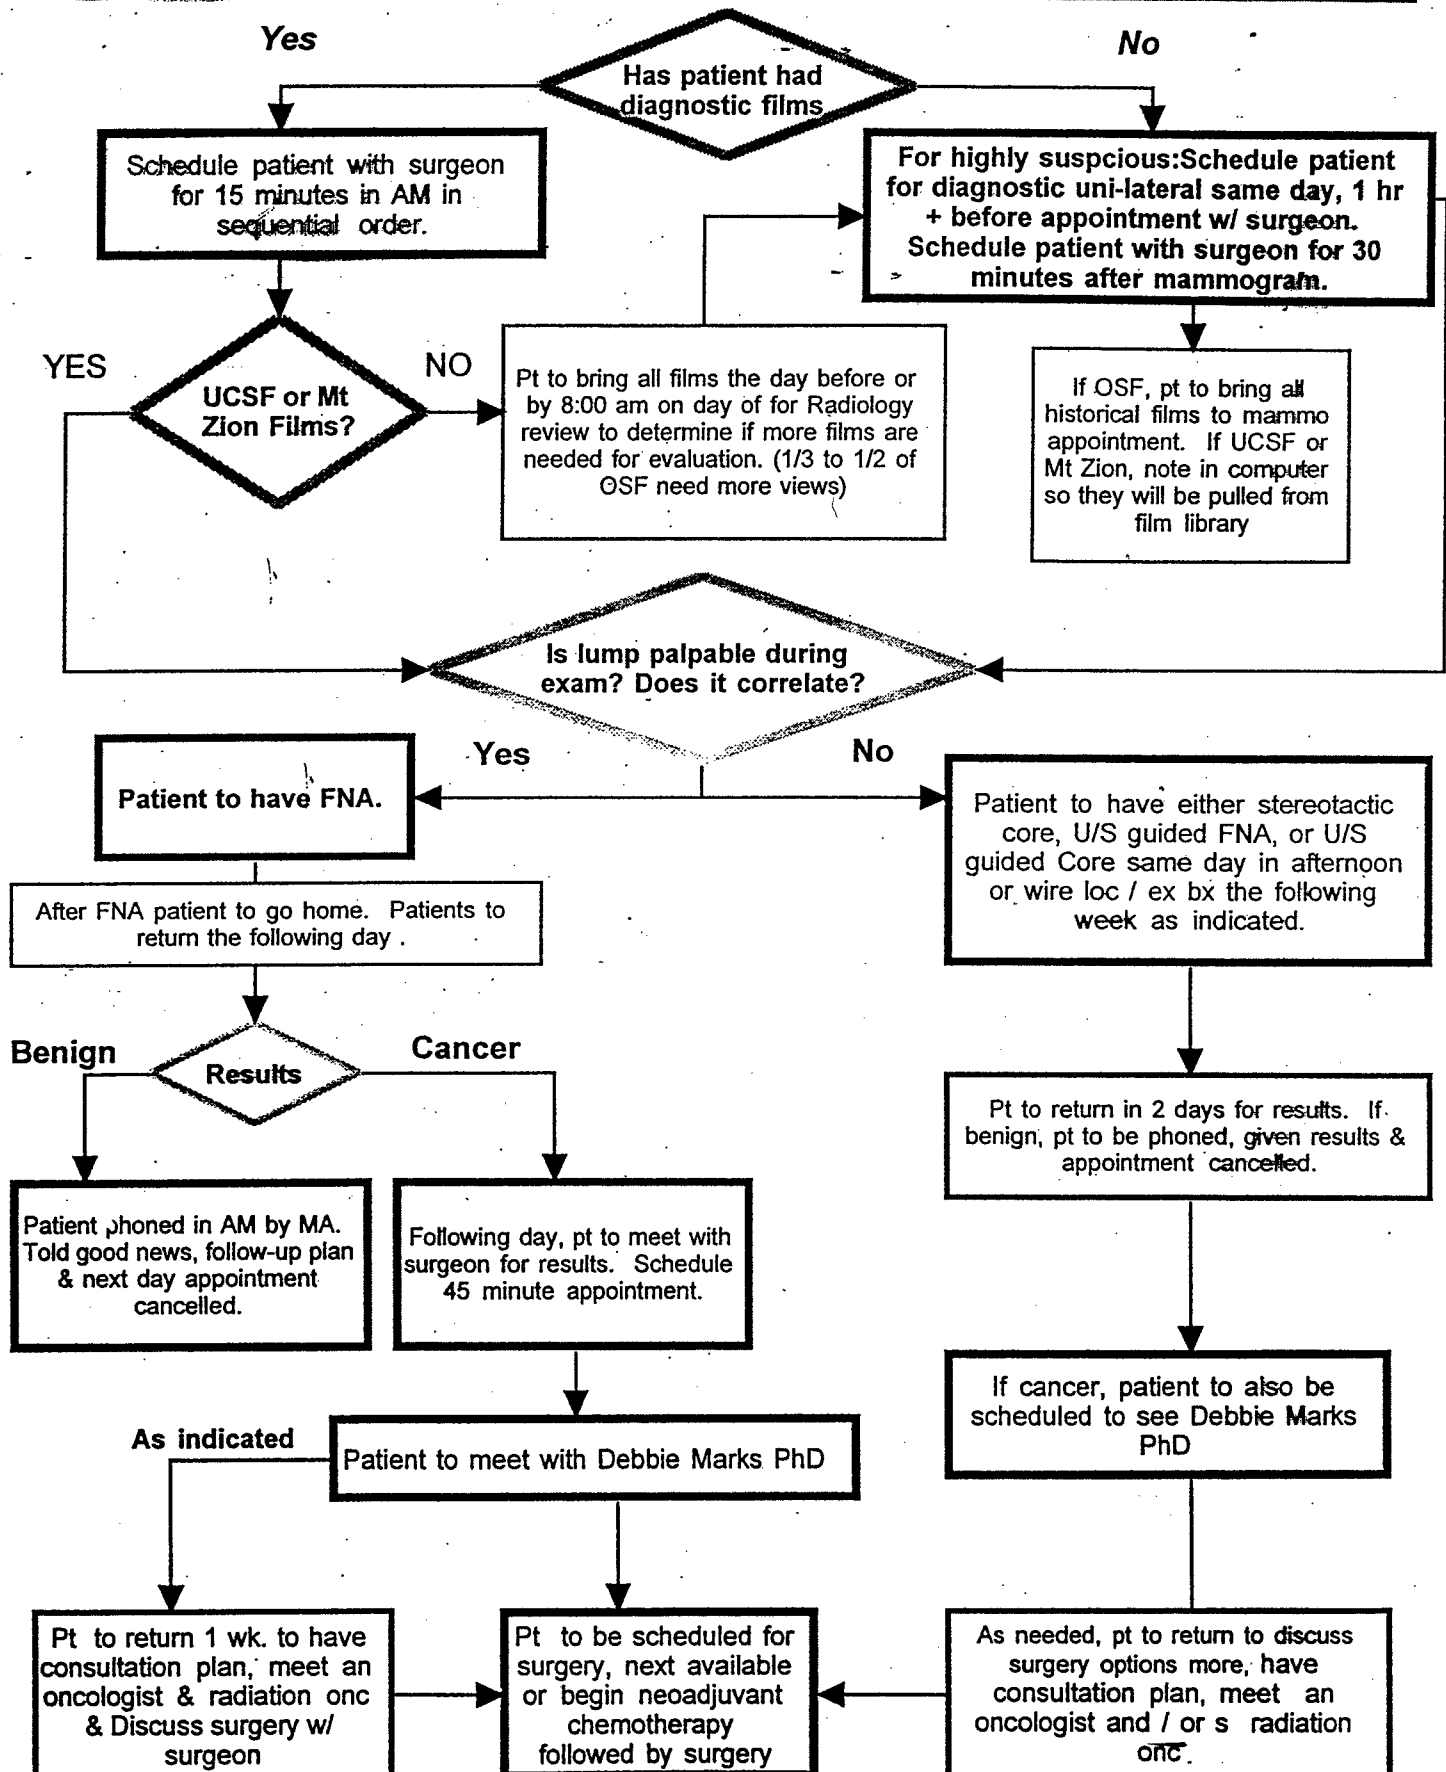 Yes
No
Has patient had
diagnostic films
Schedule patient with surgeon
for 15 minutes in AM in
sequential order.
For highly suspcious:Schedule patient
for diagnostic uni-lateral same day, 1 hr
+ before appointment w/ surgeon.
Schedule patient with surgeon for 30
minutes after mammogram.
YES
NO
UCSF or Mt
Zion Films?
Pt to bring all films the day before or
by 8:00 am on day of for Radiology
review to determine if more films are
needed for evaluation. (1/3 to 1/2 of
OSF need more views)
If OSF, pt to bring all
historical films to mammo
appointment. If UCSF or
Mt Zion, note in computer
so they will be pulled from
film library
Is lump palpable during
exam? Does it correlate?
Yes
No
Patient to have FNA.
Patient to have either stereotactic
core, U/S guided FNA, or U/S
guided Core same day in afternoon
or wire loc / ex bx the following
week as indicated.
After FNA patient to go home. Patients to
return the following day .
Benign
Cancer
Results
Pt to return in 2 days for results. If
benign, pt to be phoned, given results &
appointment cancelled.
Patient phoned in AM by MA.
Told good news, follow-up plan
& next day appointment
cancelled.
Following day, pt to meet with
surgeon for results. Schedule
45 minute appointment.
If cancer, patient to also be
scheduled to see Debbie Marks
PhD
As indicated
Patient to meet with Debbie Marks PhD
Pt to return 1 wk. to have
consultation plan, meet an
oncologist & radiation onc
& Discuss surgery w/
surgeon
Pt to be scheduled for
surgery, next available
or begin neoadjuvant
chemotherapy
followed by surgery
As needed, pt to return to discuss
surgery options more, have
consultation plan, meet an
oncologist and / or s radiation
onc.